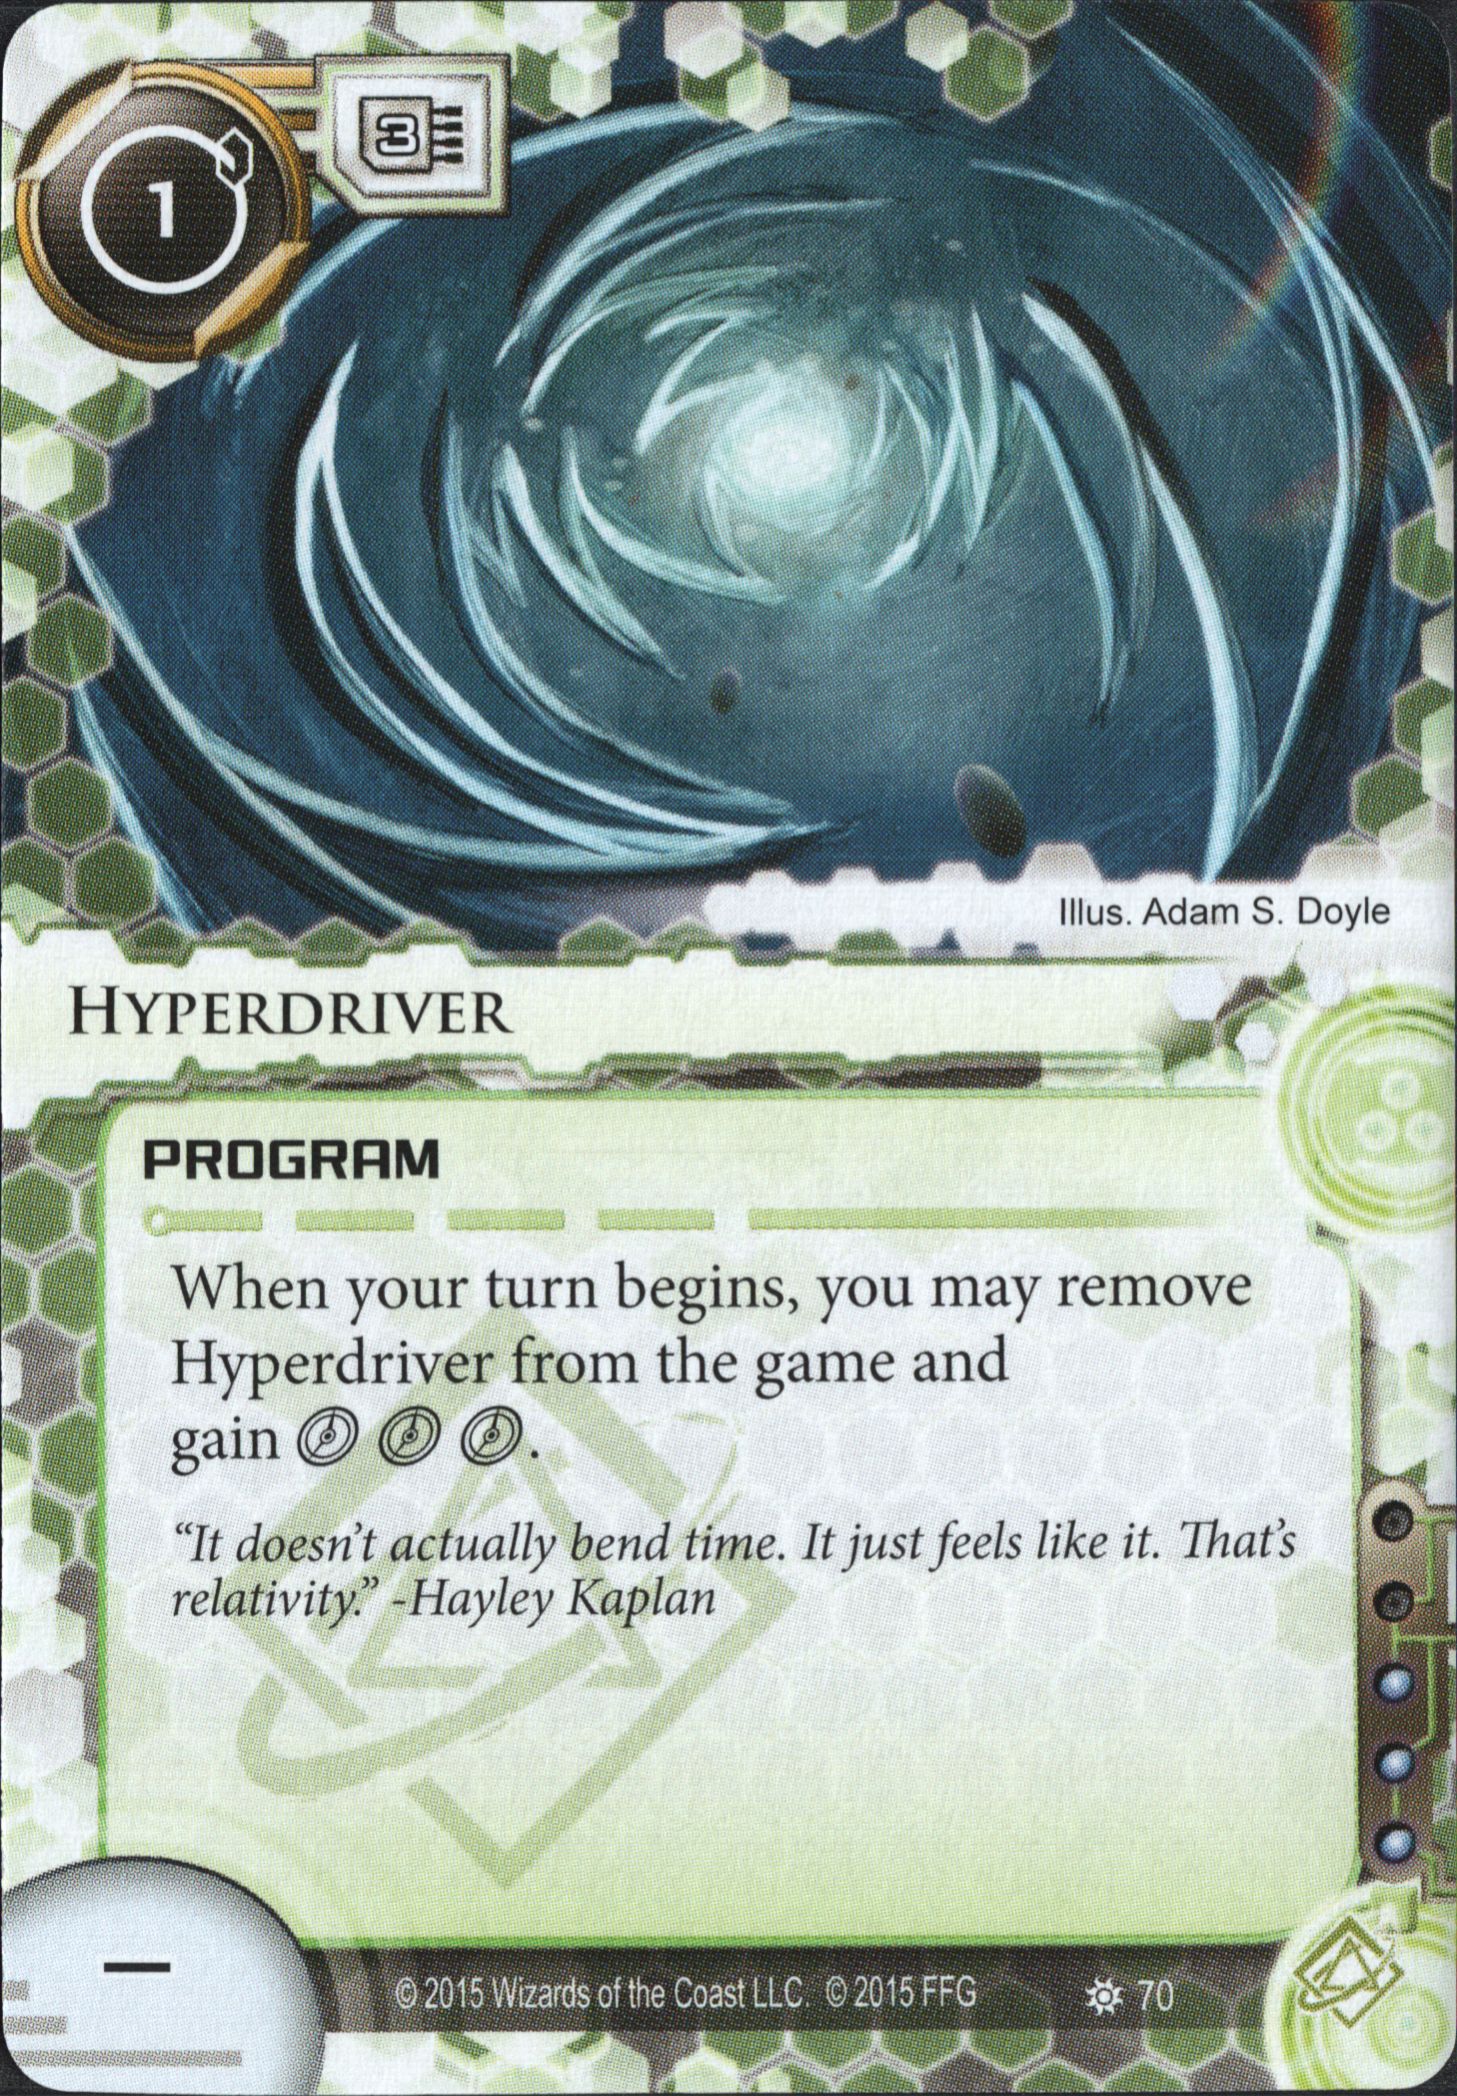 1
3
Illus. Adam S. Doyle
HYPERDRIVER
PROGRAM
When your turn begins, you may remove
Hyperdriver from the game and
gain .
“It doesn’t actually bend time. It just feels like it. That’s
relativity.” -Hayley Kaplan
—
© 2015 Wizards of the Coast LLC. © 2015 FFG
70